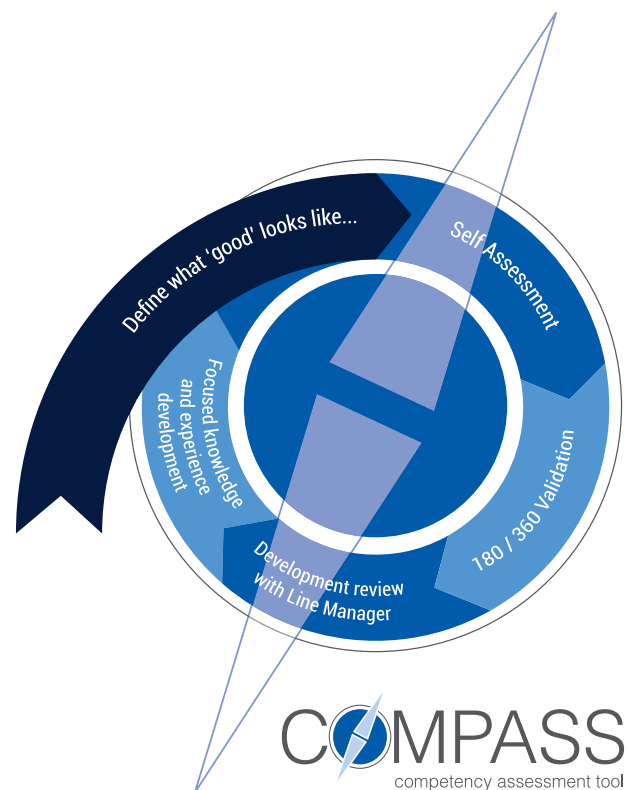 Define what 'good' looks like...
Self Assessment
180 / 360 Validation
Development review
with Line Manager
Focused knowledge
and experience
development
COMPASS
competency assessment tool